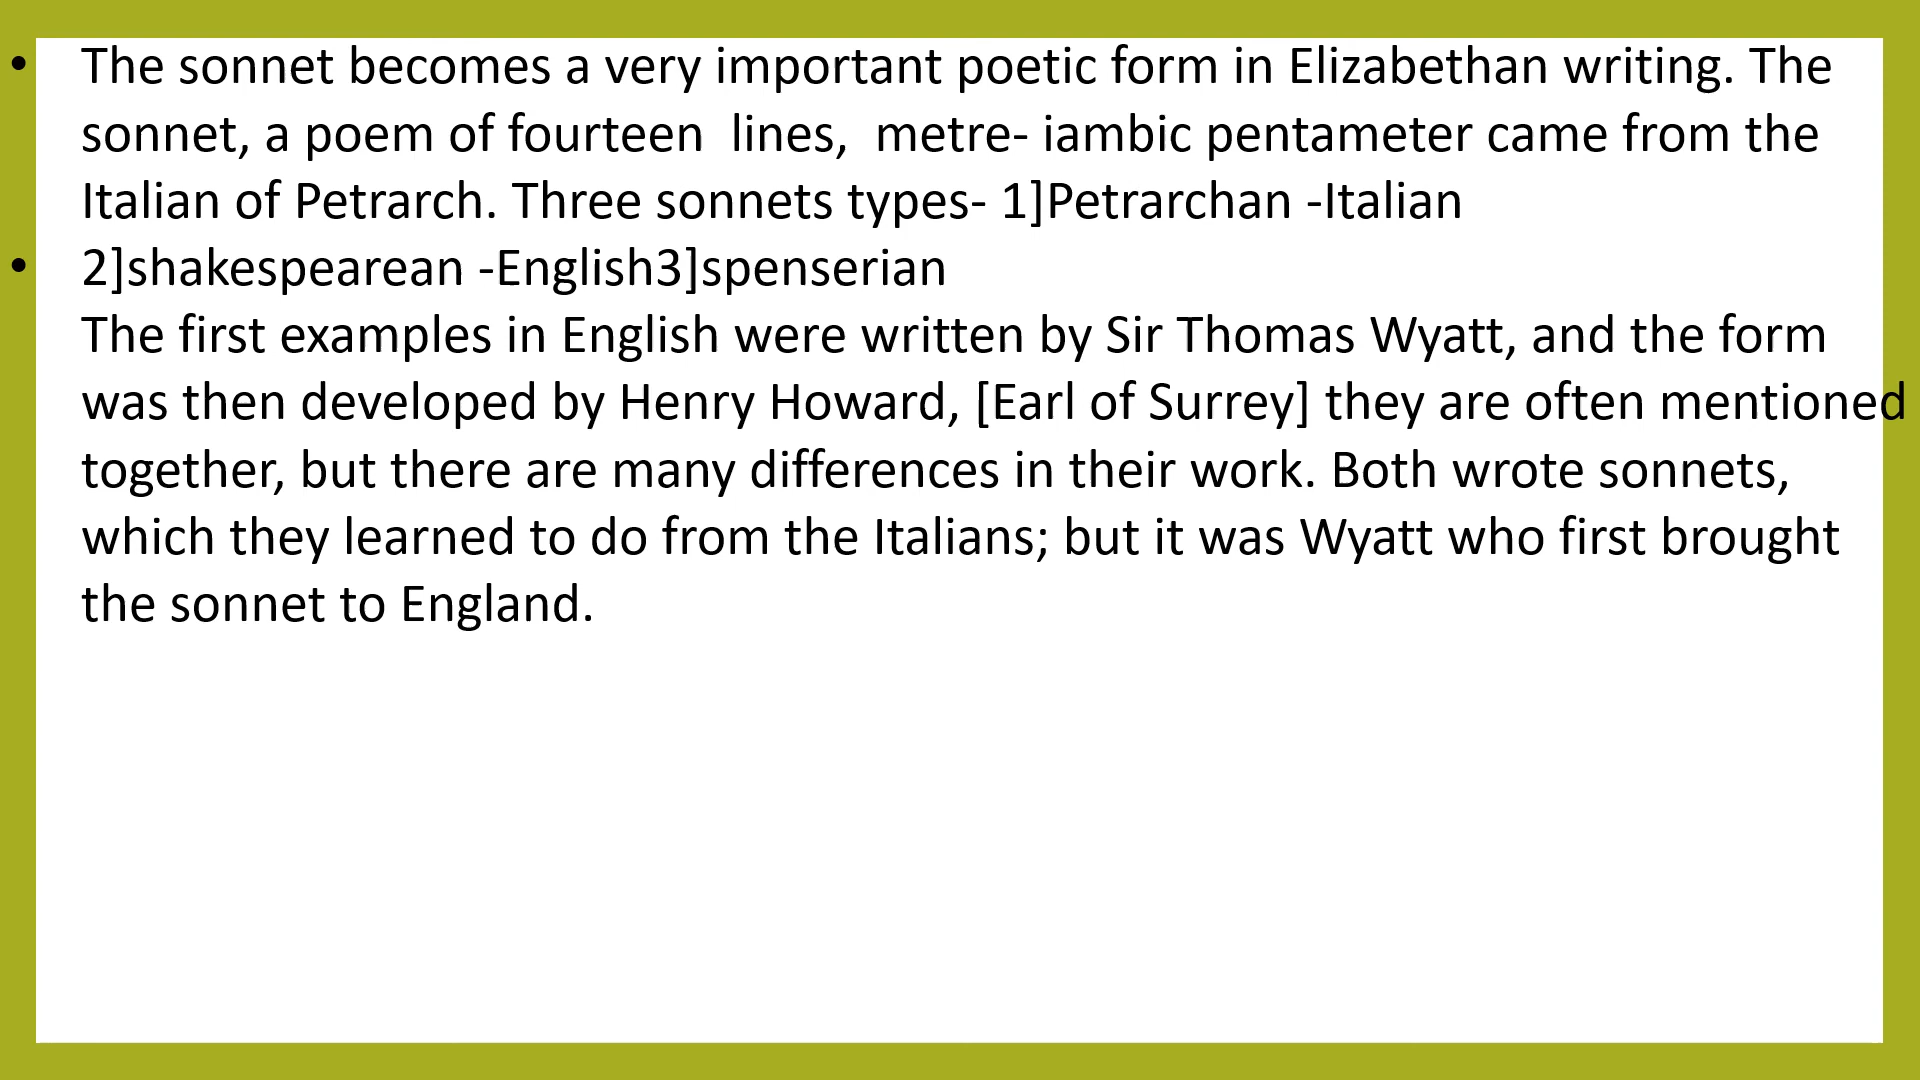 • The sonnet becomes a very important poetic form in Elizabethan writing. The
sonnet, a poem of fourteen  lines,  metre- iambic pentameter came from the
Italian of Petrarch. Three sonnets types- 1]Petrarchan -Italian
• 2]shakespearean -English3]spenserian
The first examples in English were written by Sir Thomas Wyatt, and the form
was then developed by Henry Howard, [Earl of Surrey] they are often mentioned
together, but there are many differences in their work. Both wrote sonnets,
which they learned to do from the Italians; but it was Wyatt who first brought
the sonnet to England.